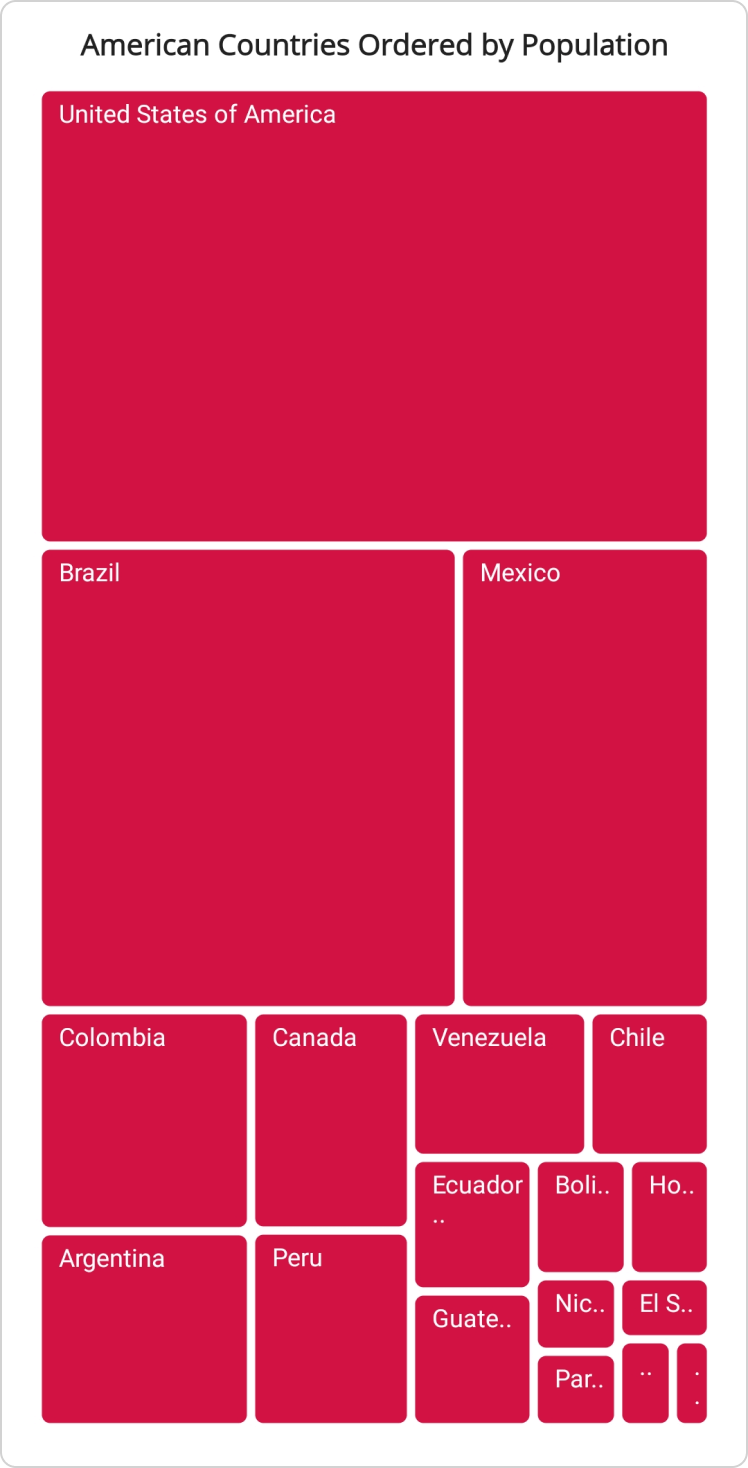 American Countries Ordered by Population
United States of America
Brazil
Mexico
Colombia
Canada
Venezuela
Chile
Ecuador
..
Boli..
Ho..
Argentina
Peru
Guate..
Nic..
El S..
Par..
..
.
.